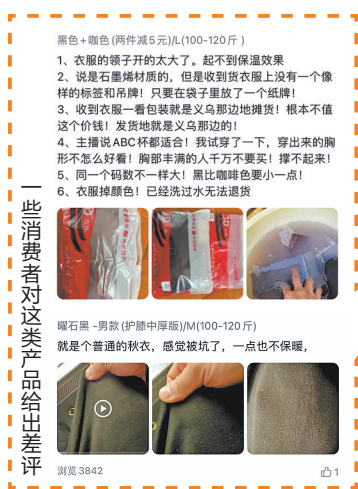 黑色+咖色(两件减5元)/L(100-120斤)
1、衣服的领子开的太大了。起不到保温效果
2、说是石墨烯材质的，但是收到货衣服上没有一个像
样的标签和吊牌！只要在袋子里放了一个纸牌！
3、收到衣服一看包装就是义乌那边地摊货！根本不值
这个价钱！发货地就是义乌那边的！
4、主播说ABC杯都适合！我试穿了一下，穿出来的胸
形不怎么好看！胸部丰满的人千万不要买！撑不起来！
5、同一个码数不一样大！黑比咖啡色要小一点！
6、衣服掉颜色！已经洗过水无法退货
曜石黑 -男款(护膝中厚版)/M(100-120斤)
就是个普通的秋衣，感觉被坑了，一点也不保暖，
浏览 3842
1
一些消费者对这类产品给出差评